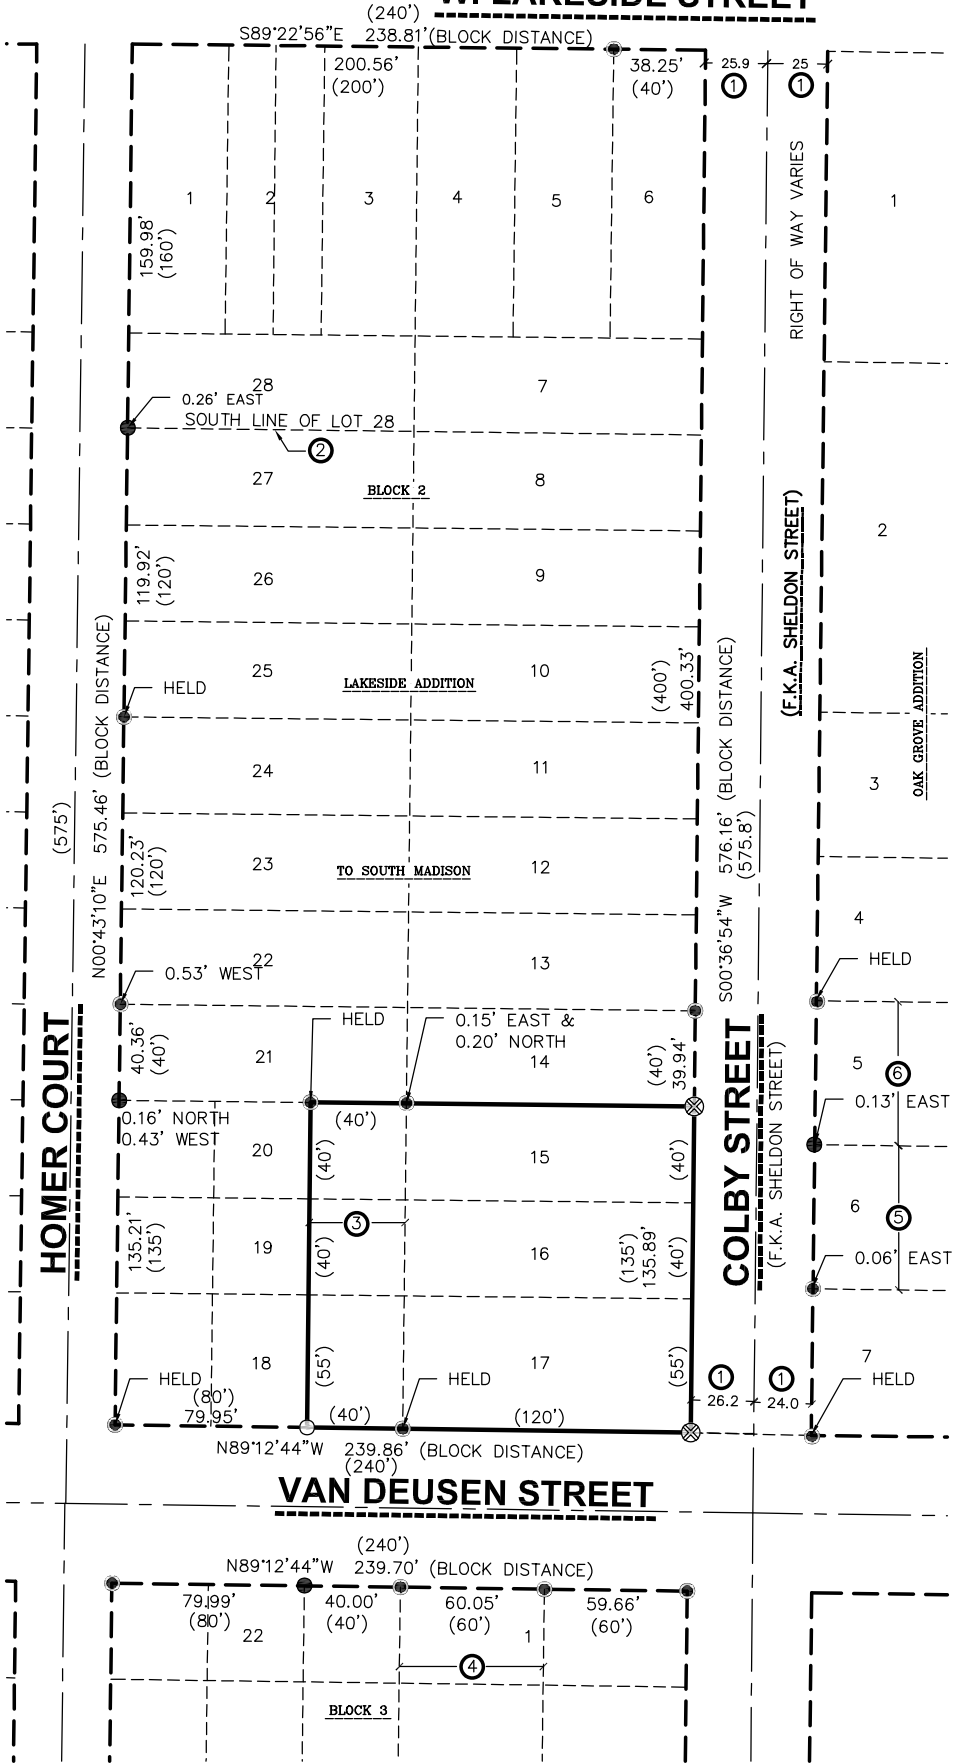 W. LAKESIDE STREET
(240')
S89°22'56"E 238.81' (BLOCK DISTANCE)
200.56'
(200')
38.25'
(40')
25.9
25
1
1
RIGHT OF WAY VARIES
1
2
3
4
5
6
1
159.98'
(160')
28
7
0.26' EAST
SOUTH LINE OF LOT 28
2
27
8
BLOCK 2
2
(F.K.A. SHELDON STREET)
26
9
119.92'
(120')
25
10
LAKESIDE ADDITION
(400')
400.33'
OAK GROVE ADDITION
HELD
N00°43'10"E 575.46' (BLOCK DISTANCE)
(575')
S00°36'54"W 576.16' (BLOCK DISTANCE)
(575.8')
24
11
3
23
12
TO SOUTH MADISON
120.23'
(120')
4
22
13
0.53' WEST
HELD
HELD
0.15' EAST &
0.20' NORTH
21
14
40.36'
(40')
(40')
39.94'
5
6
0.16' NORTH
0.43' WEST
(40')
0.13' EAST
HOMER COURT
COLBY STREET
(F.K.A. SHELDON STREET)
20
15
(40')
(40')
6
5
3
19
16
135.21'
(135')
(40')
(135')
135.89'
(40')
0.06' EAST
18
17
(55')
(55')
7
1
1
HELD
HELD
HELD
(80')
79.95'
(40')
(120')
26.2
24.0
N89°12'44"W 239.86' (BLOCK DISTANCE)
(240')
VAN DEUSEN STREET
(240')
N89°12'44"W 239.70' (BLOCK DISTANCE)
79.99'
(80')
40.00'
(40')
60.05'
(60')
59.66'
(60')
22
1
4
BLOCK 3